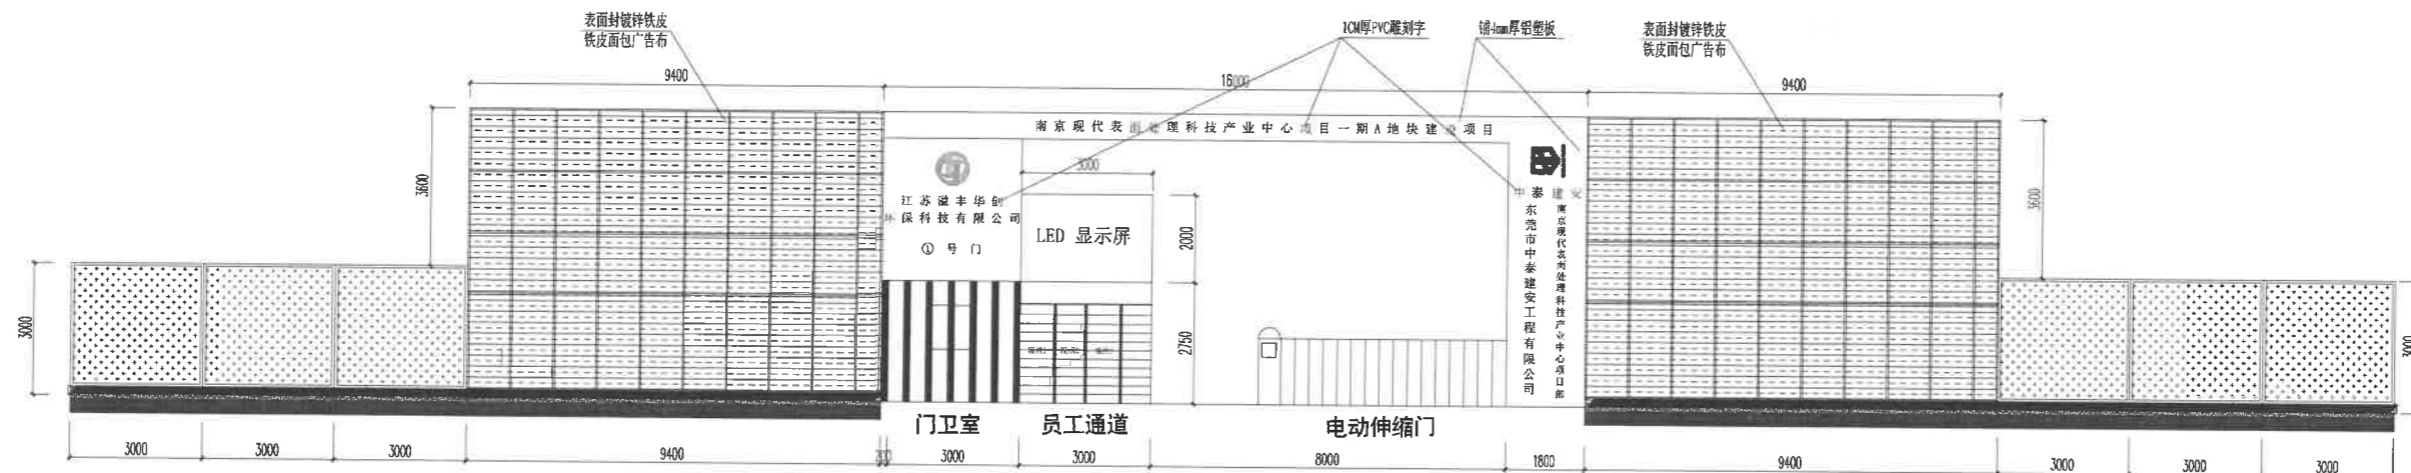 表面封镀锌铁皮
铁皮面包广告布
1CM厚PVC雕刻字
铺4mm厚铝塑板
表面封镀锌铁皮
铁皮面包广告布
9400
16000
9400
南京现代表面处理科技产业中心项目一期A地块建设项目
3600
3000
江苏溢丰华创
环保科技有限公司
①号门
LED 显示屏
2000
2750
中泰建安
东莞市中泰建安工程有限公司
南京现代表面处理科技产业中心项目部
3600
3000
3000
门卫室
员工通道
电动伸缩门
3000
3000
3000
9400
3000
3000
8000
1800
9400
3000
3000
3000